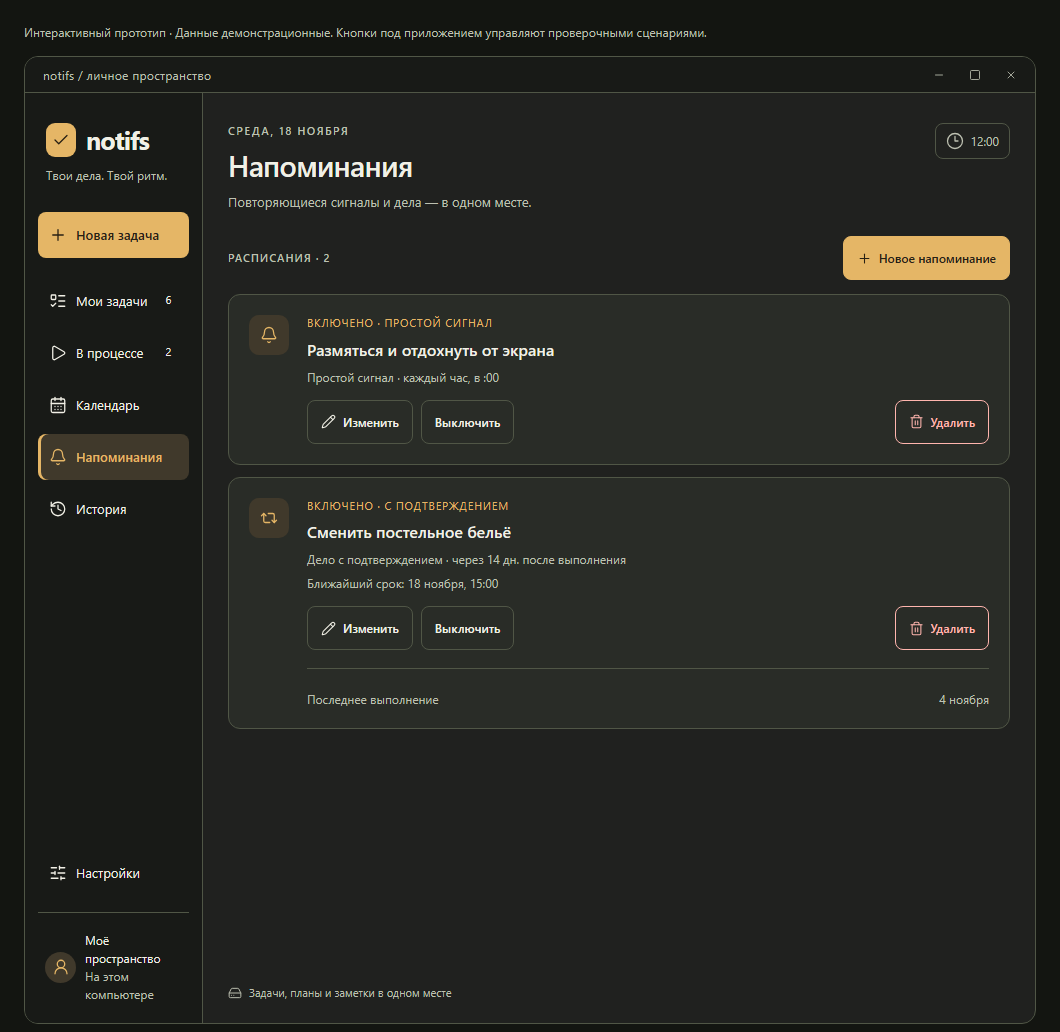 Интерактивный прототип · Данные демонстрационные. Кнопки под приложением управляют проверочными сценариями.
notifs / личное пространство
notifs
Твои дела. Твой ритм.
Новая задача
Мои задачи 6
В процессе 2
Календарь
Напоминания
История
Настройки
Моё
пространство
На этом
компьютере
СРЕДА, 18 НОЯБРЯ
12:00
Напоминания
Повторяющиеся сигналы и дела — в одном месте.
РАСПИСАНИЯ · 2
Новое напоминание
ВКЛЮЧЕНО · ПРОСТОЙ СИГНАЛ
Размяться и отдохнуть от экрана
Простой сигнал · каждый час, в :00
Изменить Выключить Удалить
ВКЛЮЧЕНО · С ПОДТВЕРЖДЕНИЕМ
Сменить постельное бельё
Дело с подтверждением · через 14 дн. после выполнения
Ближайший срок: 18 ноября, 15:00
Изменить Выключить Удалить
Последнее выполнение 4 ноября
Задачи, планы и заметки в одном месте